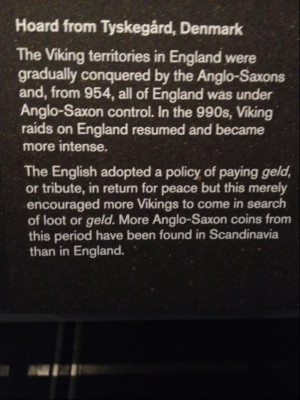 Hoard from Tyskegård, Denmark
The Viking territories in England were
gradually conquered by the Anglo-Saxons
and, from 954, all of England was under
Anglo-Saxon control. In the 990s, Viking
raids on England resumed and became
more intense.
The English adopted a policy of paying geld,
or tribute, in return for peace but this merely
encouraged more Vikings to come in search
of loot or geld. More Anglo-Saxon coins from
this period have been found in Scandinavia
than in England.